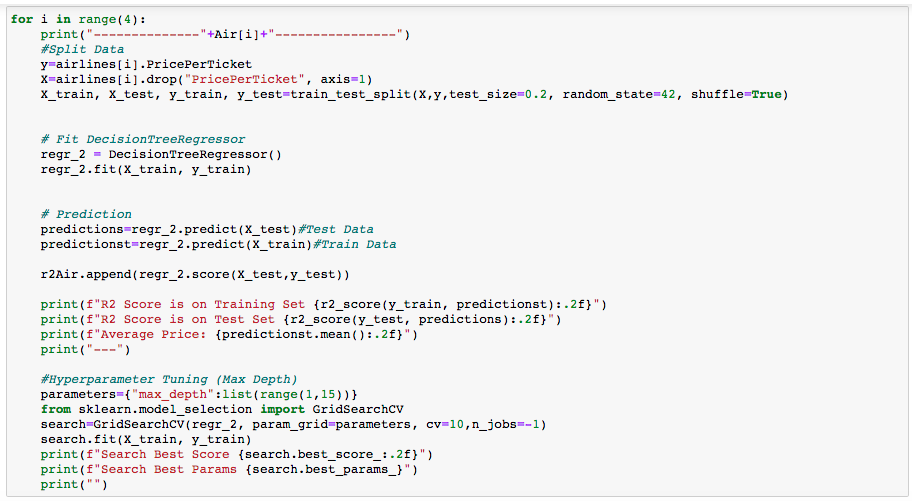 for i in range(4):
    print("--------------"+Air[i]+"----------------")
    #Split Data
    y=airlines[i].PricePerTicket
    X=airlines[i].drop("PricePerTicket", axis=1)
    X_train, X_test, y_train, y_test=train_test_split(X,y,test_size=0.2, random_state=42, shuffle=True)
    # Fit DecisionTreeRegressor
    regr_2 = DecisionTreeRegressor()
    regr_2.fit(X_train, y_train)
    # Prediction
    predictions=regr_2.predict(X_test)#Test Data
    predictionst=regr_2.predict(X_train)#Train Data
    r2Air.append(regr_2.score(X_test,y_test))
    print(f"R2 Score is on Training Set {r2_score(y_train, predictionst):.2f}")
    print(f"R2 Score is on Test Set {r2_score(y_test, predictions):.2f}")
    print(f"Average Price: {predictionst.mean():.2f}")
    print("---")
    #Hyperparameter Tuning (Max Depth)
    parameters={"max_depth":list(range(1,15))}
    from sklearn.model_selection import GridSearchCV
    search=GridSearchCV(regr_2, param_grid=parameters, cv=10,n_jobs=-1)
    search.fit(X_train, y_train)
    print(f"Search Best Score {search.best_score_:.2f}")
    print(f"Search Best Params {search.best_params_}")
    print("")